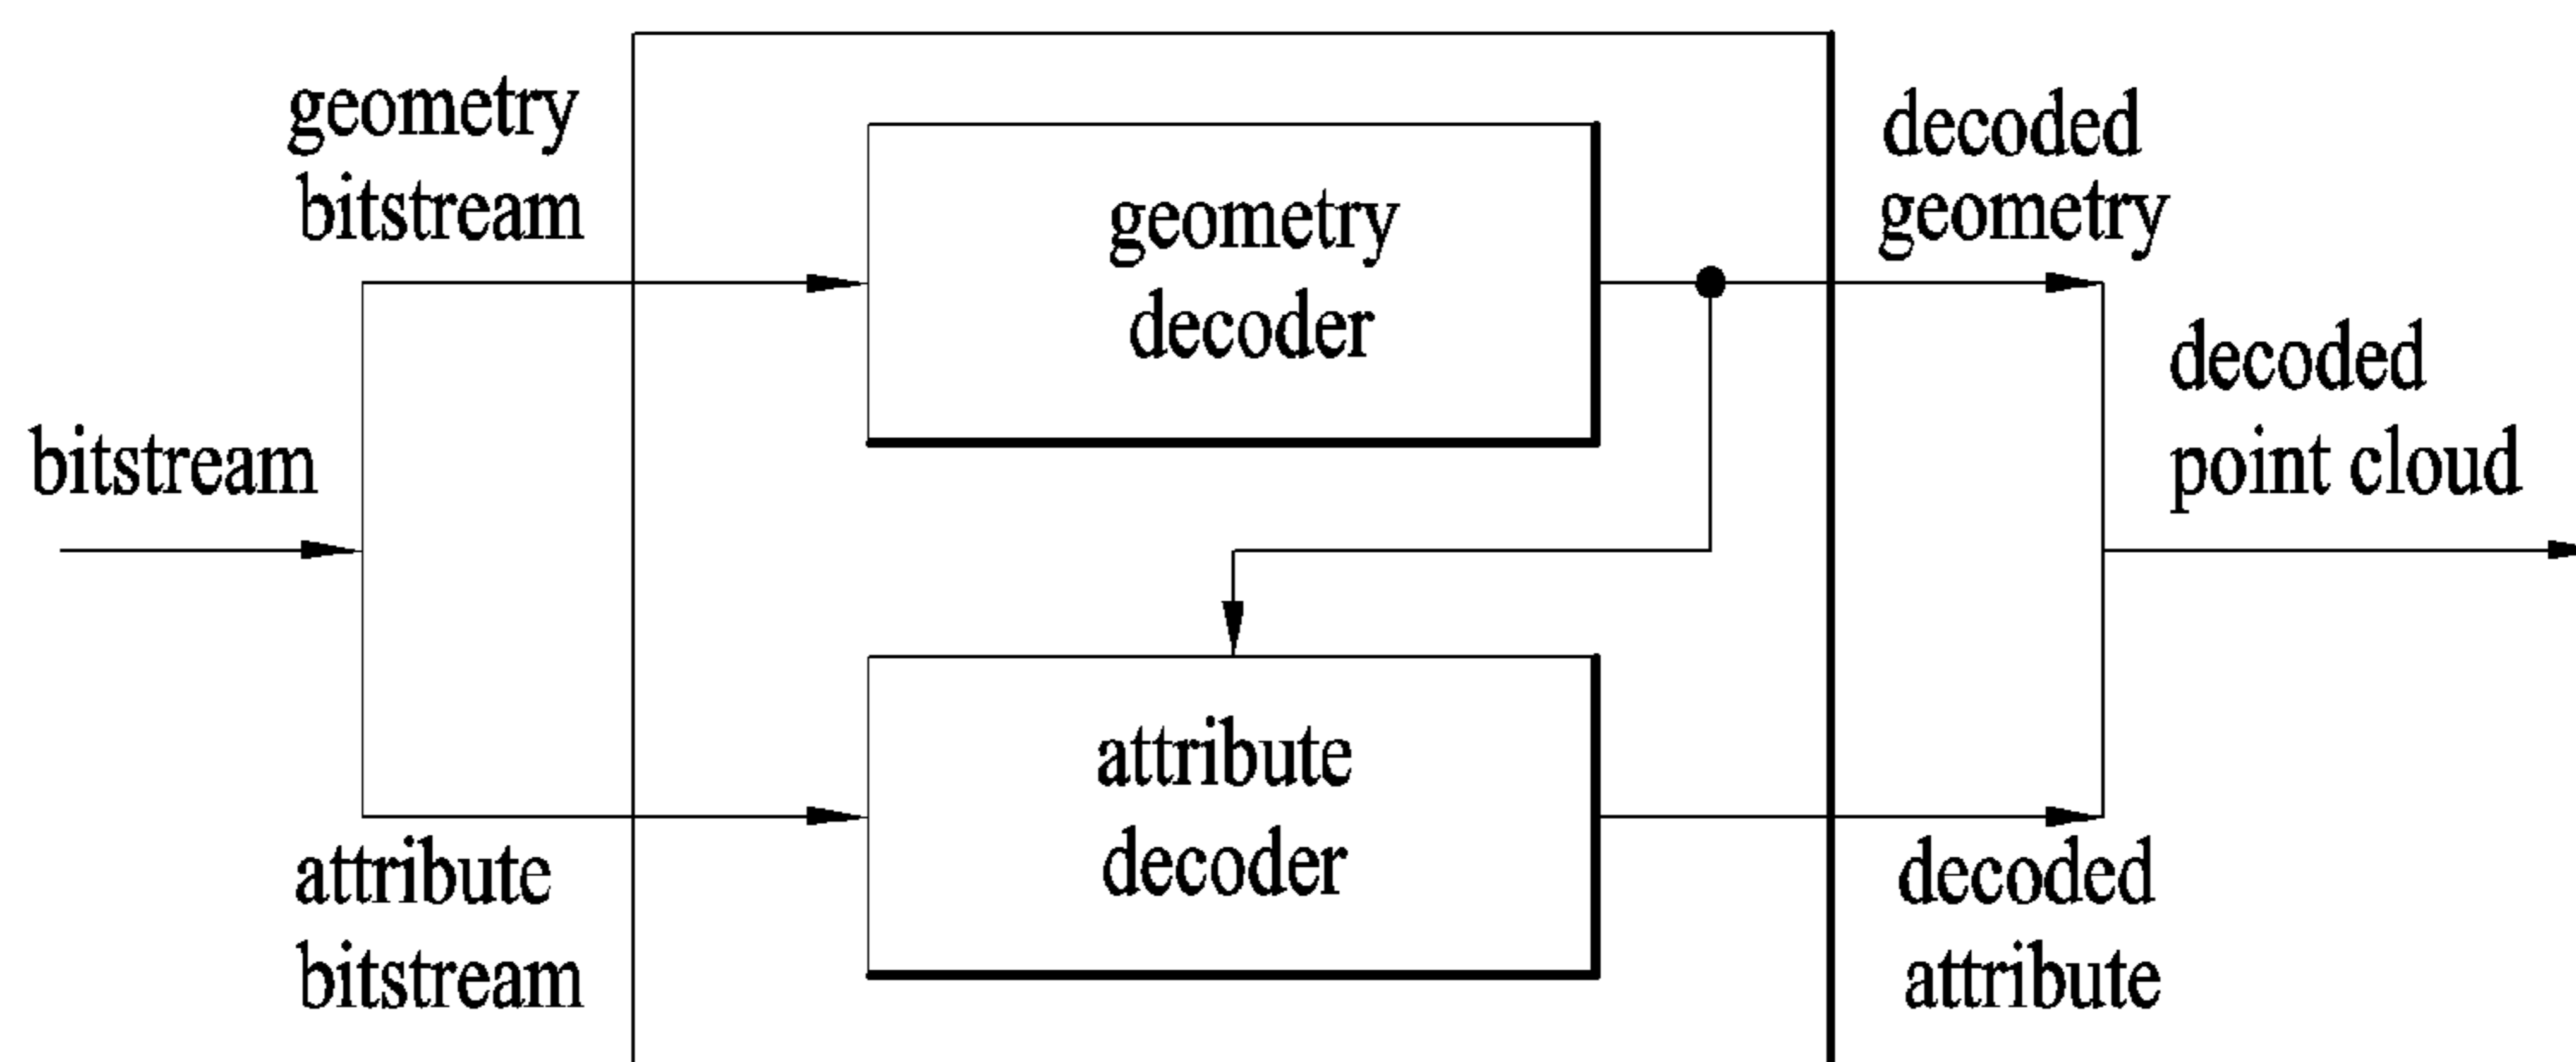 geometry
bitstream
bitstream
attribute
bitstream
geometry
decoder
attribute
decoder
decoded
geometry
decoded
point cloud
decoded
attribute